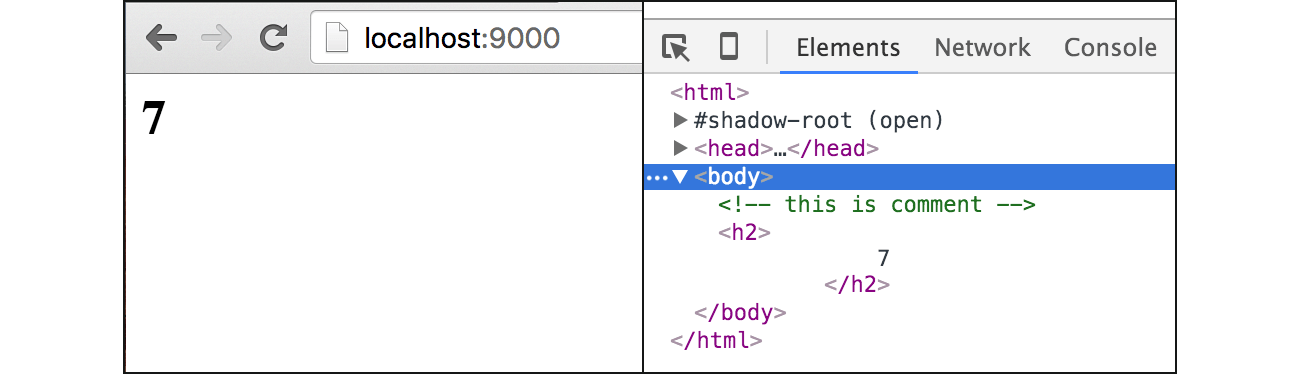 localhost:9000
7
Elements Network Console
<html>
#shadow-root (open)
<head>…</head>
<body>
<!-- this is comment -->
<h2>
7
</h2>
</body>
</html>